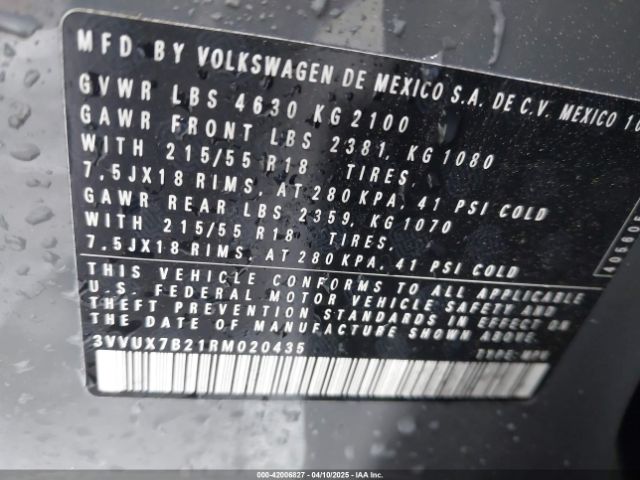 MFD BY VOLKSWAGEN DE MEXICO S.A. DE C.V. MEXICO
GVWR LBS 4630 KG 2100
GAWR FRONT LBS 2381, KG 1080
WITH 215/55 R18 TIRES,
7.5JX18 RIMS, AT 280 KPA, 41 PSI COLD
GAWR REAR LBS 2359, KG 1070
WITH 215/55 R18 TIRES,
7.5JX18 RIMS, AT 280 KPA, 41 PSI COLD
THIS VEHICLE CONFORMS TO ALL APPLICABLE
U.S. FEDERAL MOTOR VEHICLE SAFETY AND
THEFT PREVENTION STANDARDS IN EFFECT ON
THE DATE OF MANUFACTURE SHOWN ABOVE.
3VVUX7B21RM020435
TYPE: MPV
000-42006827 - 04/10/2025 - IAA Inc.